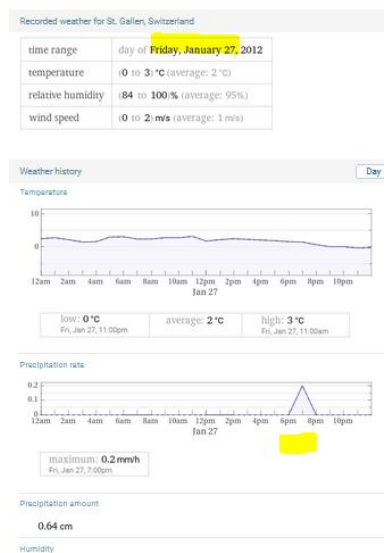 Recorded weather for St. Gallen, Switzerland
time range day of Friday, January 27, 2012
temperature (0 to 3) °C (average: 2 °C)
relative humidity (84 to 100)% (average: 95%)
wind speed (0 to 2) m/s (average: 1 m/s)
Weather history Day
Temperature
10
0
12am 2am 4am 6am 8am 10am 12pm 2pm 4pm 6pm 8pm 10pm
Jan 27
low: 0 °C average: 2 °C high: 3 °C
Fri, Jan 27, 11:00pm Fri, Jan 27, 11:00am
Precipitation rate
0.2
0.1
0.
12am 2am 4am 6am 8am 10am 12pm 2pm 4pm 6pm 8pm 10pm
Jan 27
maximum: 0.2 mm/h
Fri, Jan 27, 7:00pm
Precipitation amount
0.64 cm
Humidity